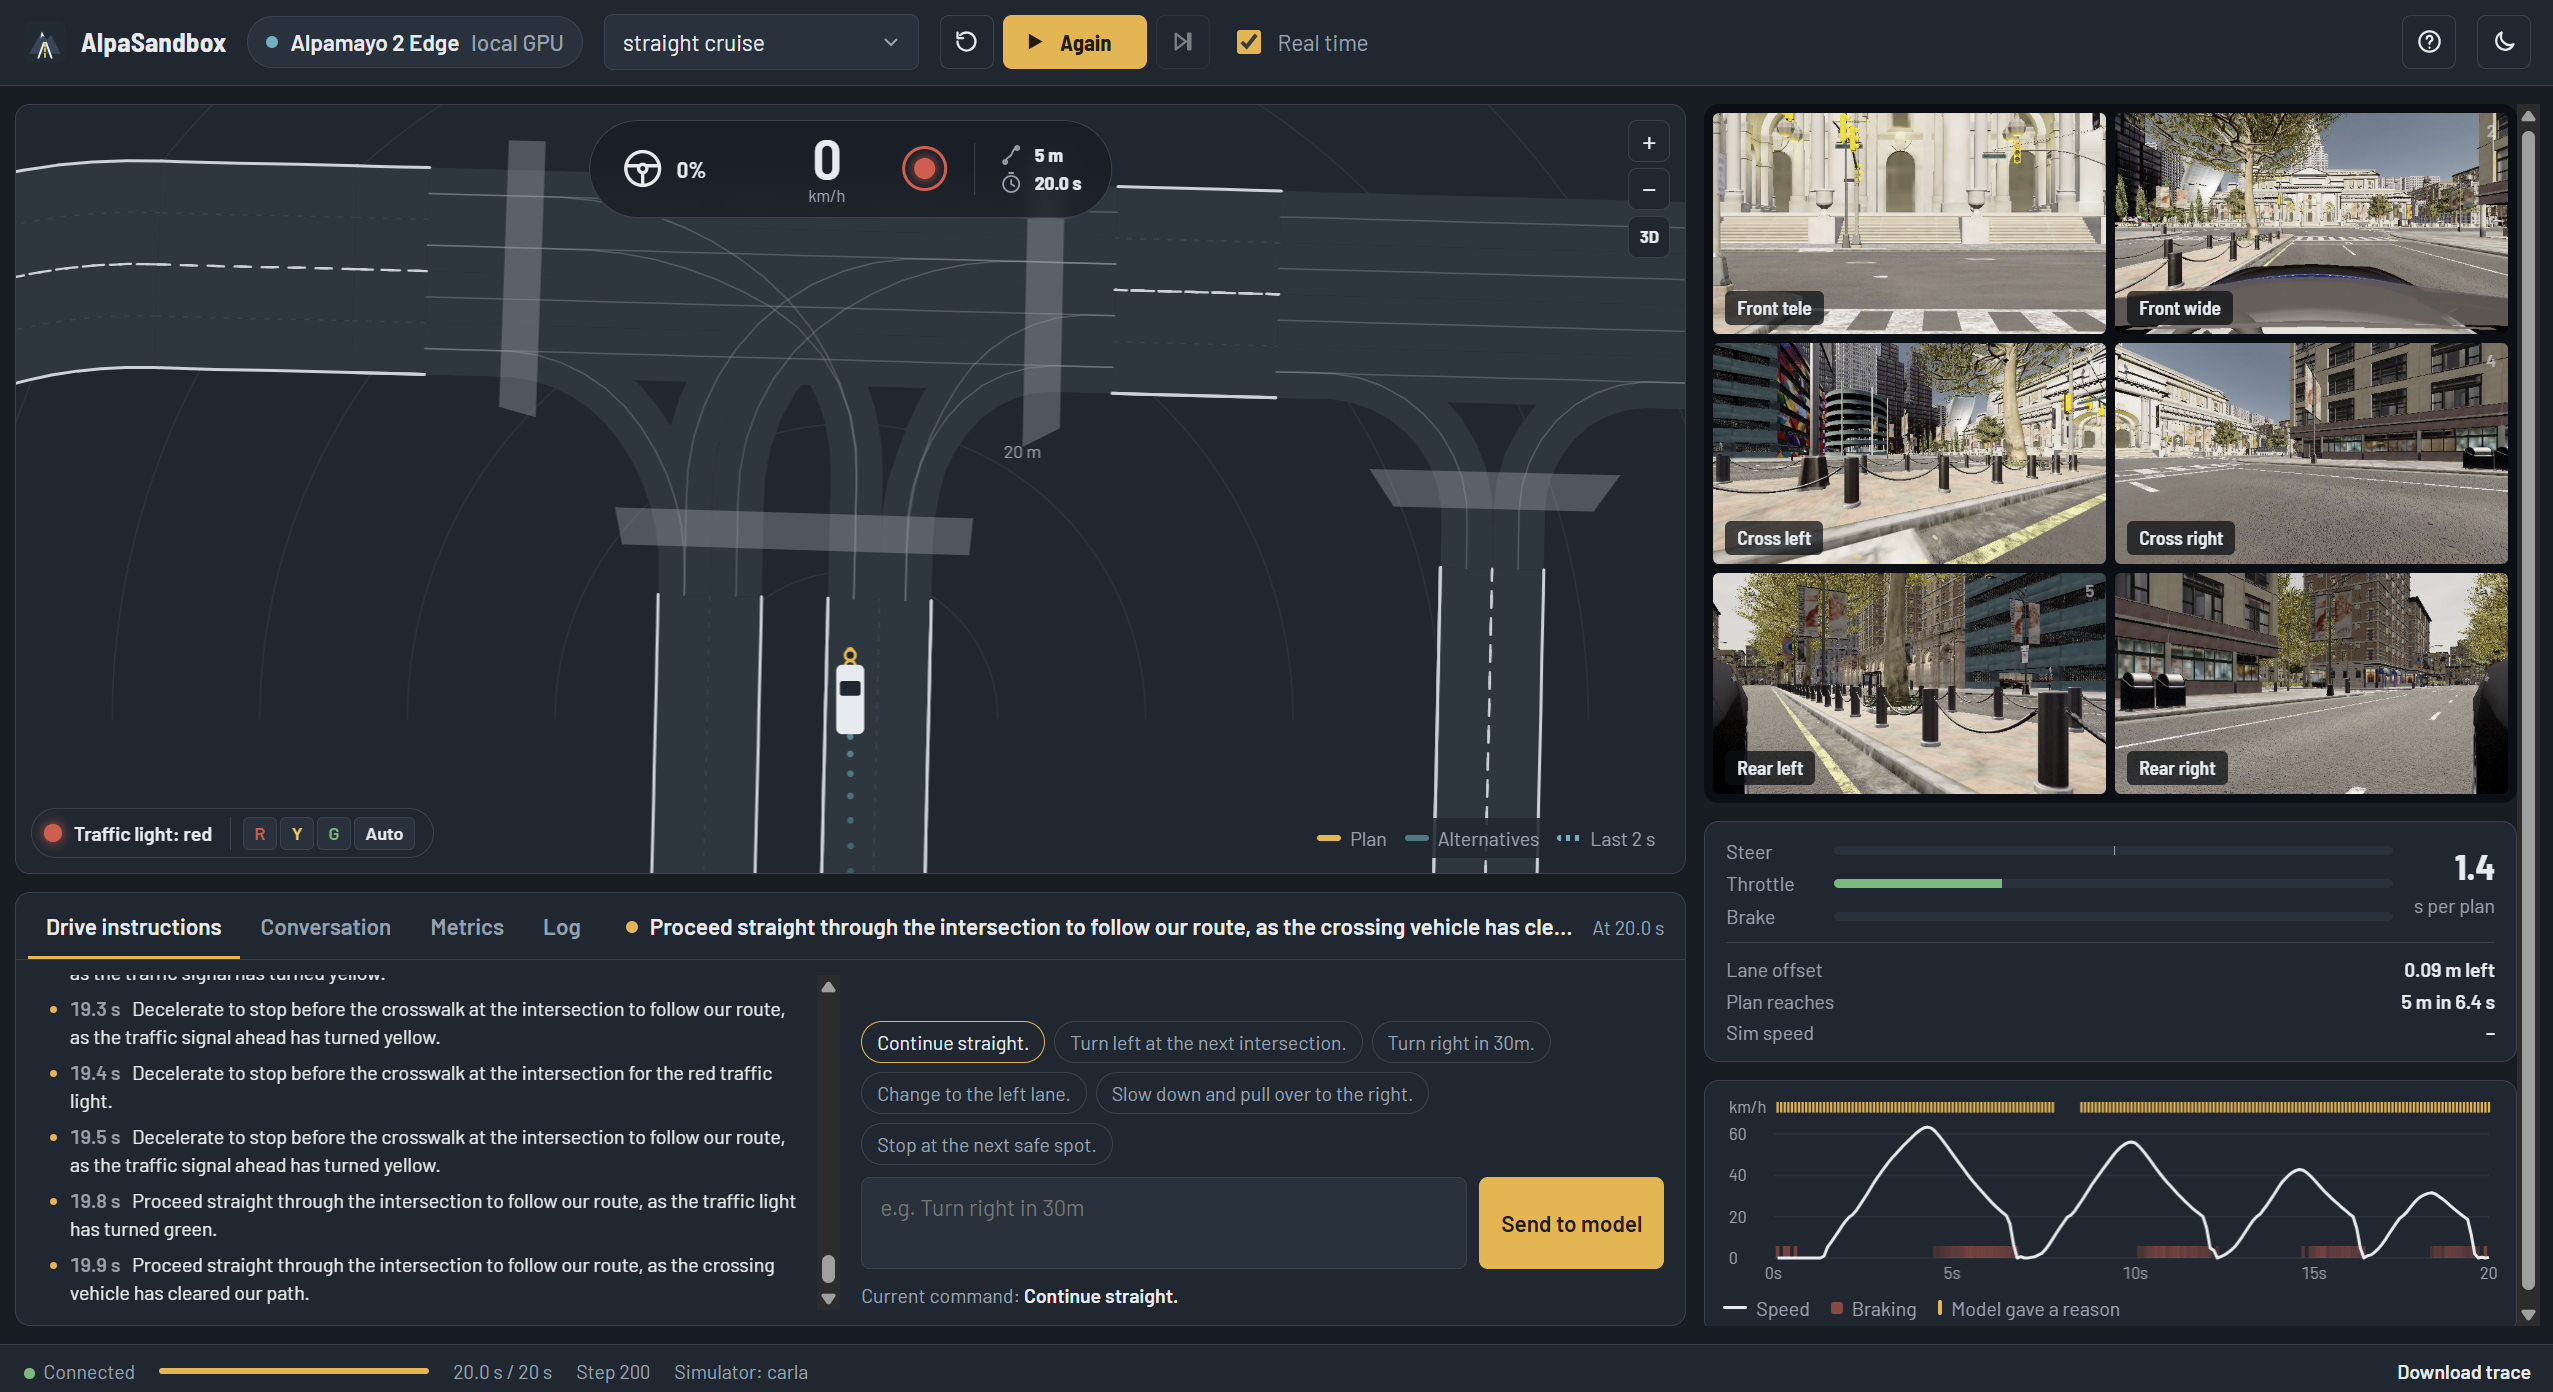 AlpaSandbox
Alpamayo 2 Edge local GPU
straight cruise
Again
Real time
0%
0
km/h
5 m
20.0 s
+
−
3D
20 m
Traffic light: red
R
Y
G
Auto
Plan
Alternatives
Last 2 s
Front tele
2
Front wide
Cross left
4
Cross right
5
Rear left
Rear right
Steer
Throttle
Brake
1.4
s per plan
Lane offset
0.09 m left
Plan reaches
5 m in 6.4 s
Sim speed
–
km/h
60
40
20
0
0s
5s
10s
15s
20
Speed
Braking
Model gave a reason
Drive instructions
Conversation
Metrics
Log
Proceed straight through the intersection to follow our route, as the crossing vehicle has cle...
At 20.0 s
as the traffic signal has turned yellow.
19.3 s Decelerate to stop before the crosswalk at the intersection to follow our route,
as the traffic signal ahead has turned yellow.
19.4 s Decelerate to stop before the crosswalk at the intersection for the red traffic
light.
19.5 s Decelerate to stop before the crosswalk at the intersection to follow our route,
as the traffic signal ahead has turned yellow.
19.8 s Proceed straight through the intersection to follow our route, as the traffic light
has turned green.
19.9 s Proceed straight through the intersection to follow our route, as the crossing
vehicle has cleared our path.
Continue straight.
Turn left at the next intersection.
Turn right in 30m.
Change to the left lane.
Slow down and pull over to the right.
Stop at the next safe spot.
e.g. Turn right in 30m
Send to model
Current command: Continue straight.
Connected
20.0 s / 20 s
Step 200
Simulator: carla
Download trace